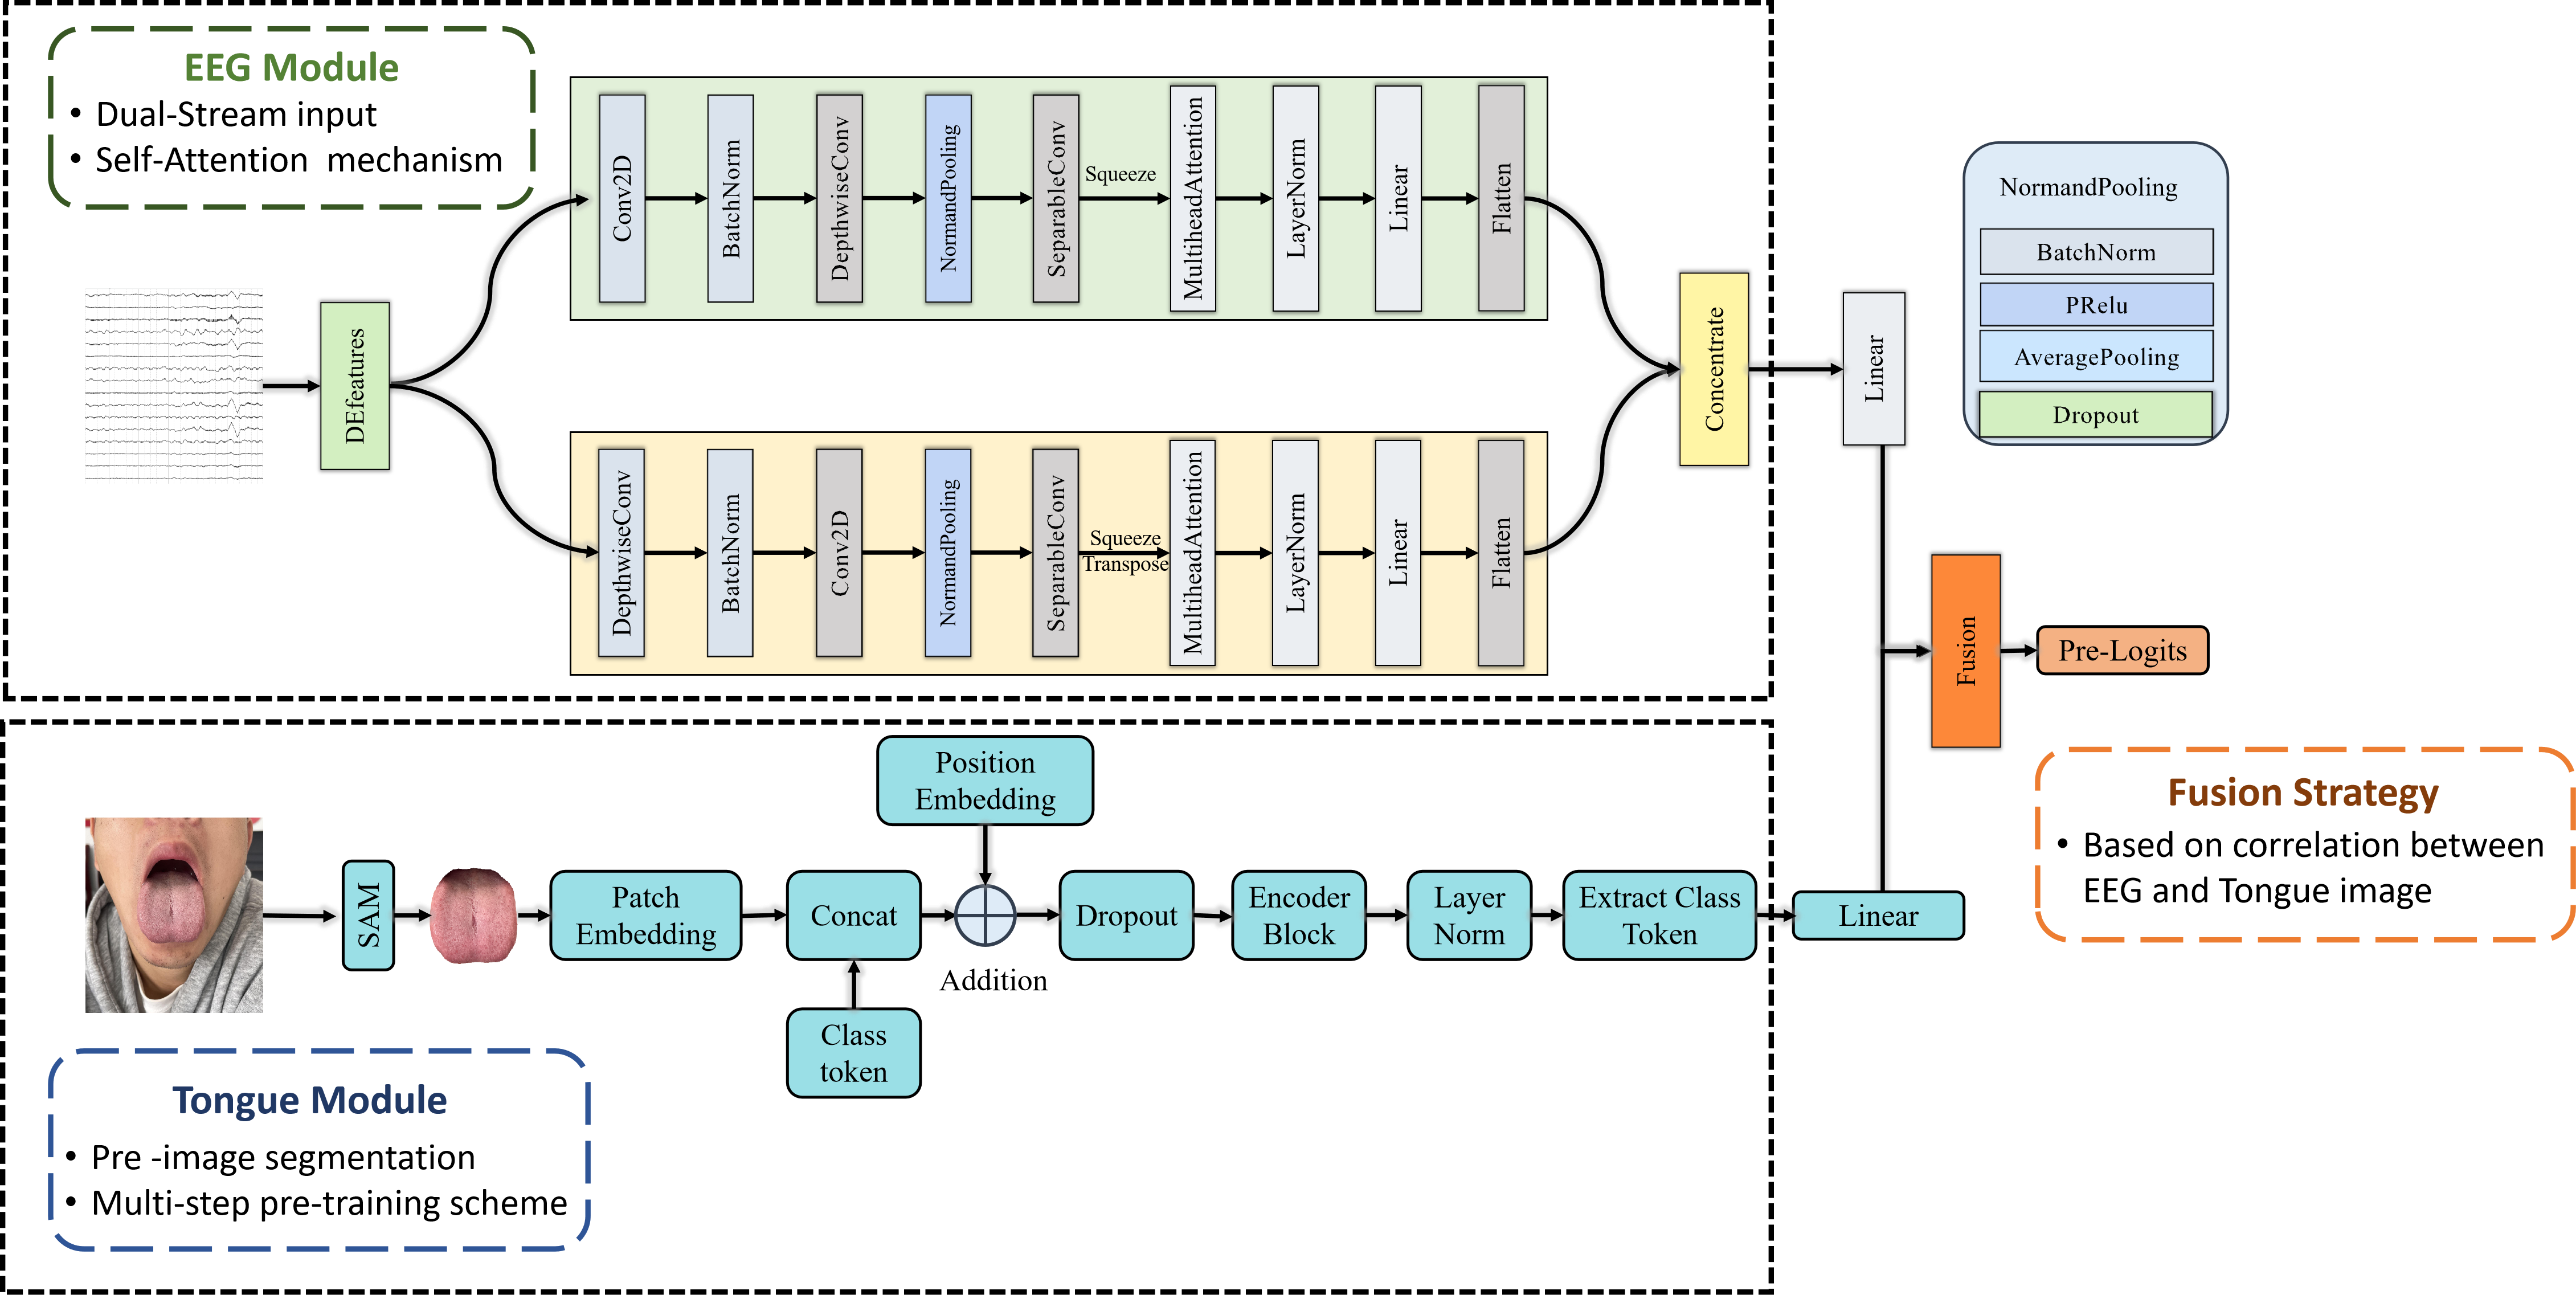 EEG Module
• Dual-Stream input
• Self-Attention mechanism
DEfeatures
Conv2D
BatchNorm
DepthwiseConv
NormandPooling
SeparableConv
Squeeze
MultiheadAttention
LayerNorm
Linear
Flatten
DepthwiseConv
BatchNorm
Conv2D
NormandPooling
SeparableConv
Squeeze
Transpose
MultiheadAttention
LayerNorm
Linear
Flatten
Concentrate
Linear
NormandPooling
BatchNorm
PRelu
AveragePooling
Dropout
Fusion
Pre-Logits
Fusion Strategy
• Based on correlation between
EEG and Tongue image
SAM
Patch
Embedding
Concat
Class
token
Position
Embedding
Addition
Dropout
Encoder
Block
Layer
Norm
Extract Class
Token
Linear
Tongue Module
• Pre -image segmentation
• Multi-step pre-training scheme